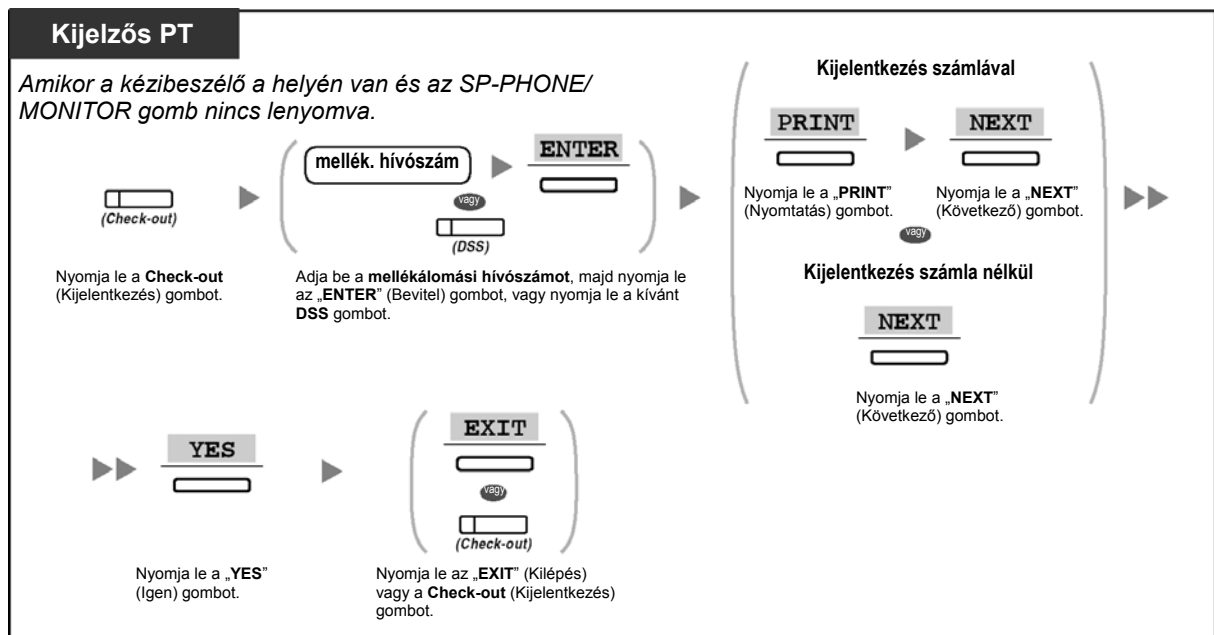 Kijelzős PT
Amikor a kézibeszélő a helyén van és az SP-PHONE/
MONITOR gomb nincs lenyomva.
(Check-out)
Nyomja le a Check-out
(Kijelentkezés) gombot.
mellék. hívószám
ENTER
vagy
(DSS)
Adja be a mellékálomási hívószámot, majd nyomja le
az „ENTER” (Bevitel) gombot, vagy nyomja le a kívánt
DSS gombot.
Kijelentkezés számlával
PRINT
NEXT
Nyomja le a „PRINT”
(Nyomtatás) gombot.
Nyomja le a „NEXT”
(Következő) gombot.
vagy
Kijelentkezés számla nélkül
NEXT
Nyomja le a „NEXT”
(Következő) gombot.
YES
Nyomja le a „YES”
(Igen) gombot.
EXIT
vagy
(Check-out)
Nyomja le az „EXIT” (Kilépés)
vagy a Check-out (Kijelentkezés)
gombot.